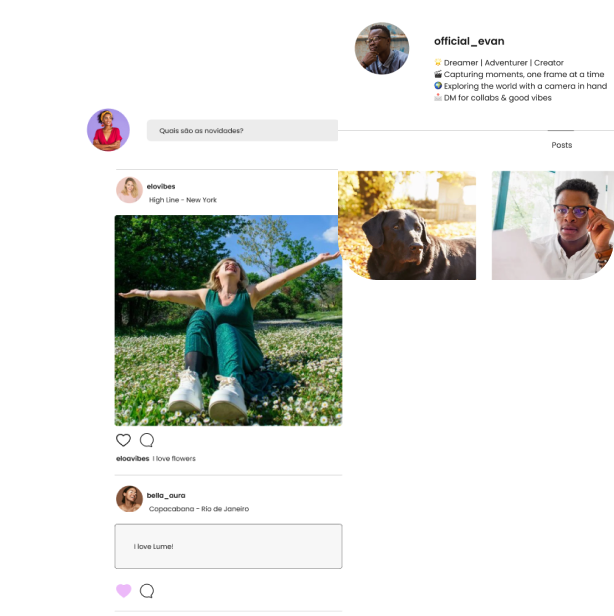 official_evan
Dreamer | Adventurer | Creator
Capturing moments, one frame at a time
Exploring the world with a camera in hand
DM for collabs & good vibes
Posts
Quais são as novidades?
elovibes
High Line - New York
eloavibes I love flowers
bella_aura
Copacabana - Rio de Janeiro
I love Lume!